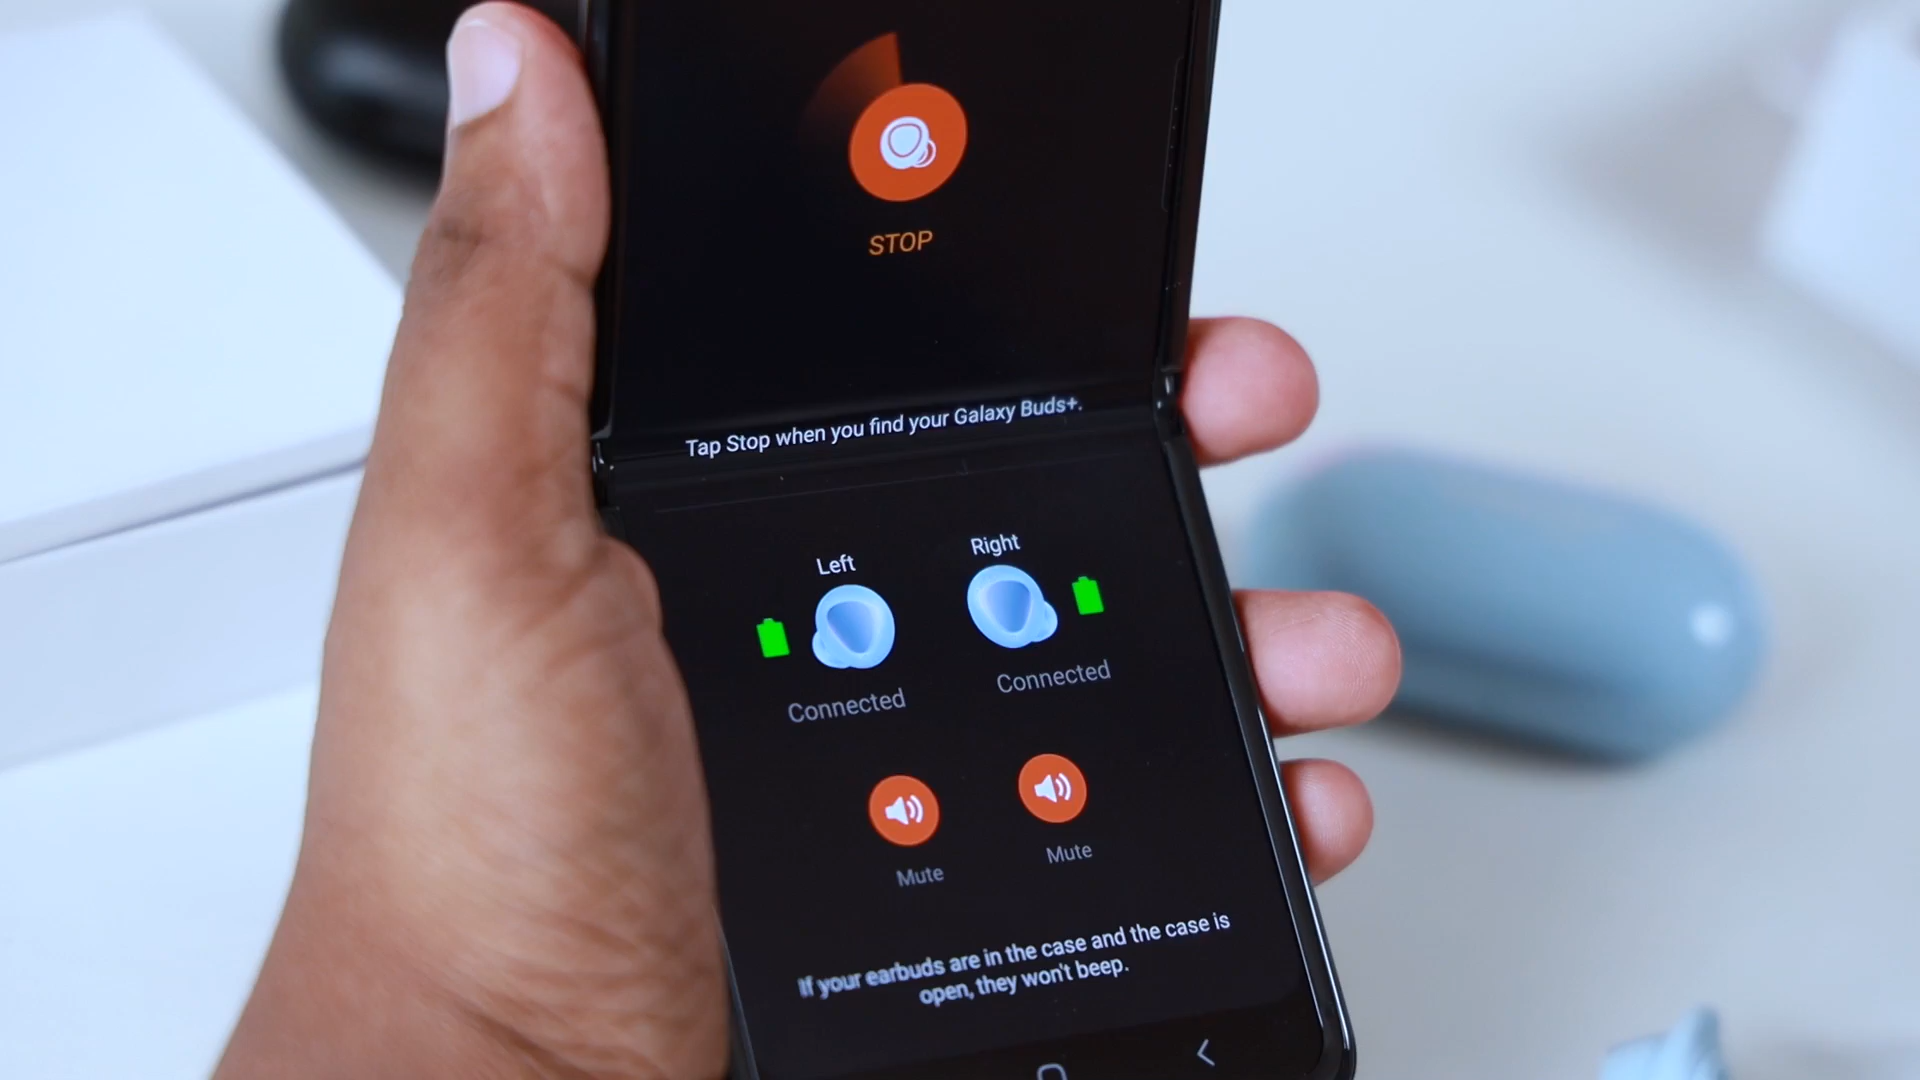 STOP
Tap Stop when you find your Galaxy Buds+.
Left
Right
Connected
Connected
Mute
Mute
If your earbuds are in the case and the case is
open, they won't beep.